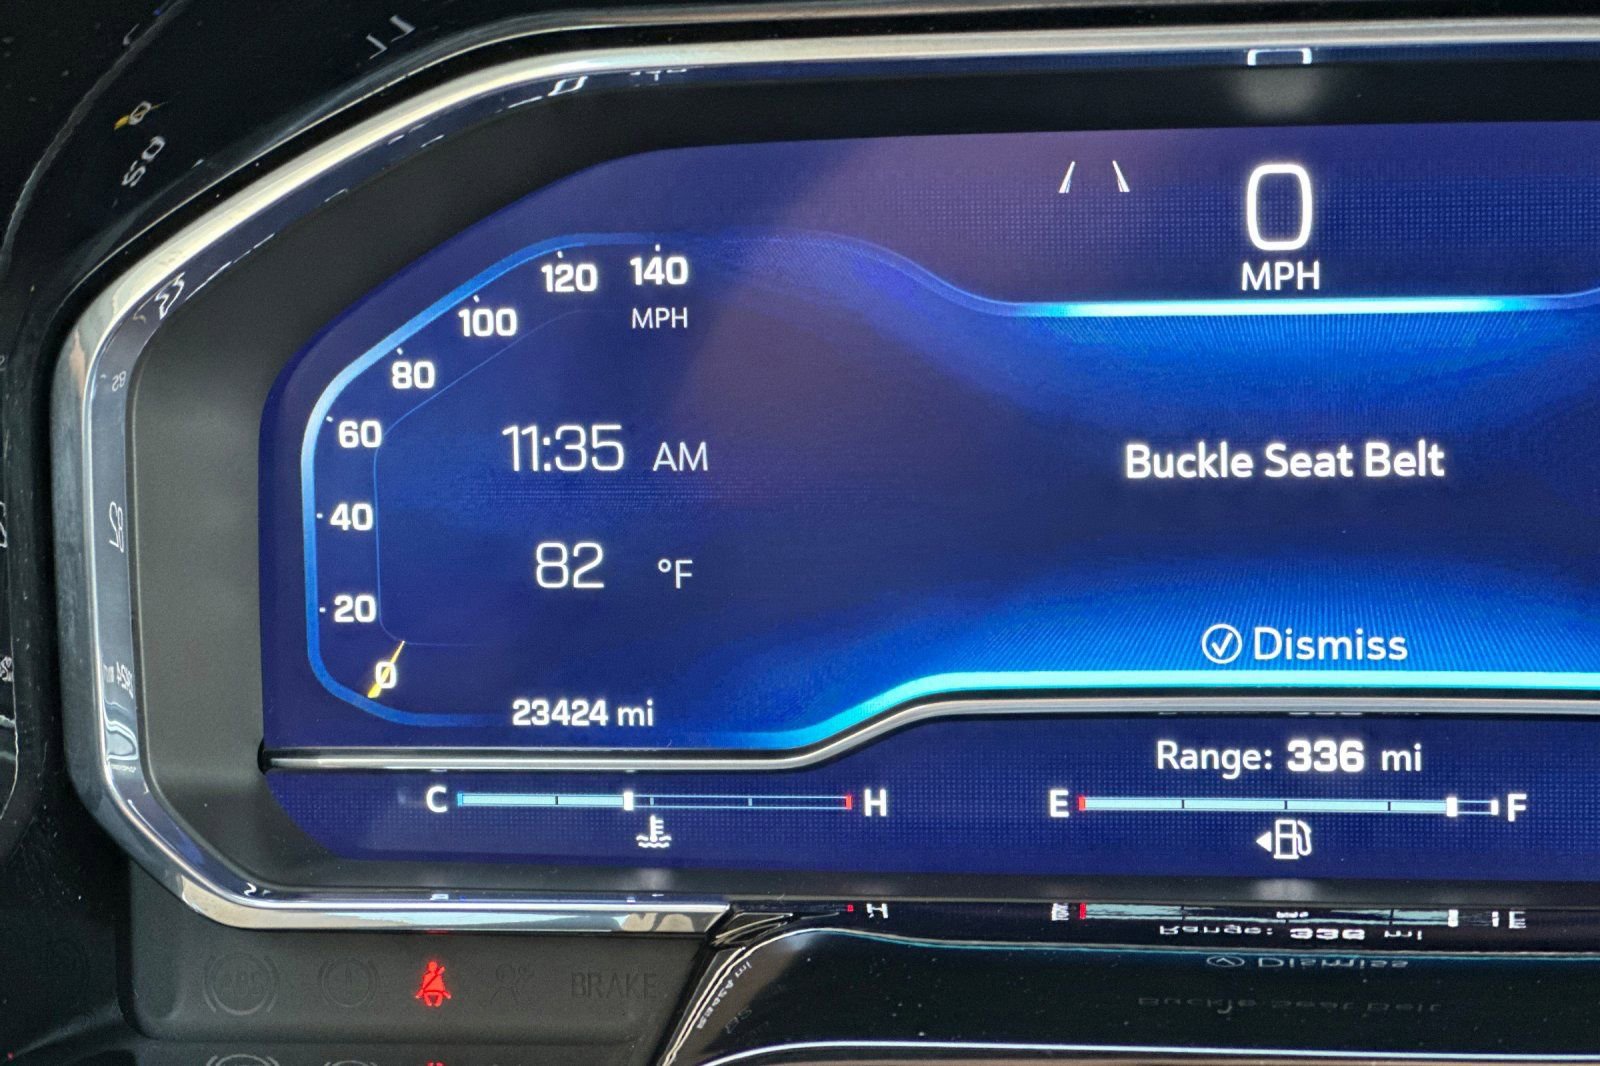 0
MPH
120 140
100 MPH
80
60
11:35 AM
Buckle Seat Belt
40
82 °F
20
Dismiss
0
23424 mi
Range: 336 mi
C H E F
ABS BRAKE